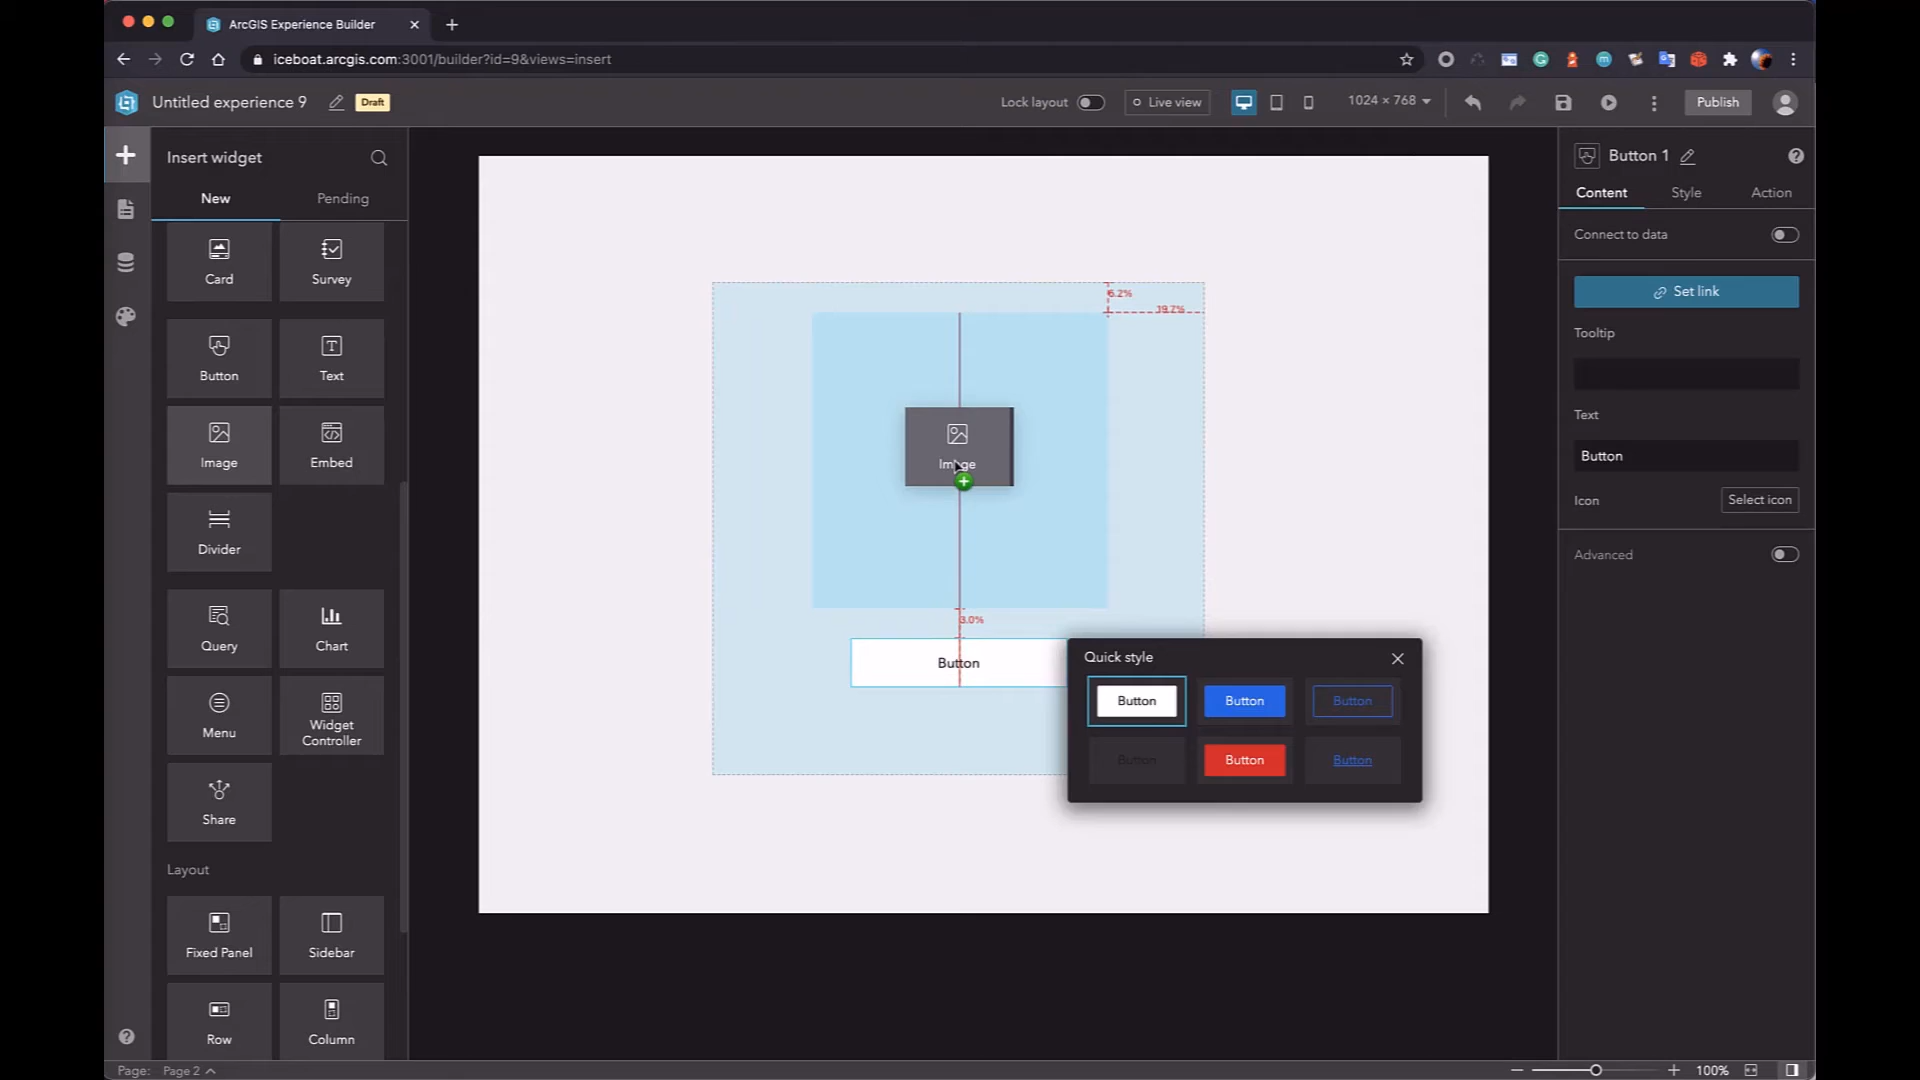 ArcGIS Experience Builder
iceboat.arcgis.com:3001/builder?id=9&views=insert
Untitled experience 9
Draft
Lock layout
Live view
1024 × 768
Publish
Insert widget
New
Pending
Card
Survey
Button
Text
Image
Embed
Divider
Query
Chart
Menu
Widget
Controller
Share
Layout
Fixed Panel
Sidebar
Row
Column
6.2%
19.7%
Image
3.0%
Button
Quick style
Button
Button
Button
Button
Button
Button
Button 1
Content
Style
Action
Connect to data
Set link
Tooltip
Text
Button
Icon
Select icon
Advanced
Page:
Page 2
100%